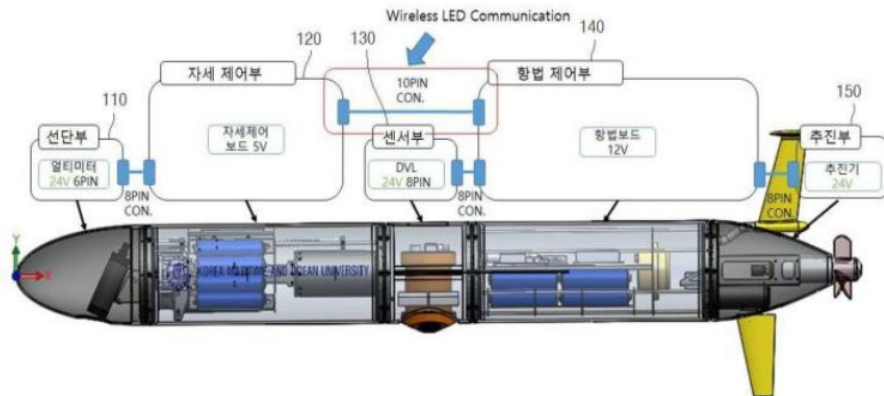 Wireless LED Communication
110
선단부
얼티미터
24V 6PIN
8PIN
CON.
120
자세 제어부
자세제어
보드 5V
130
10PIN
CON.
센서부
DVL
24V 8PIN
8PIN
CON.
140
항법 제어부
항법보드
12V
8PIN
CON.
150
추진부
추진기
24V
Y
X
KOREA MARITIME AND OCEAN UNIVERSITY